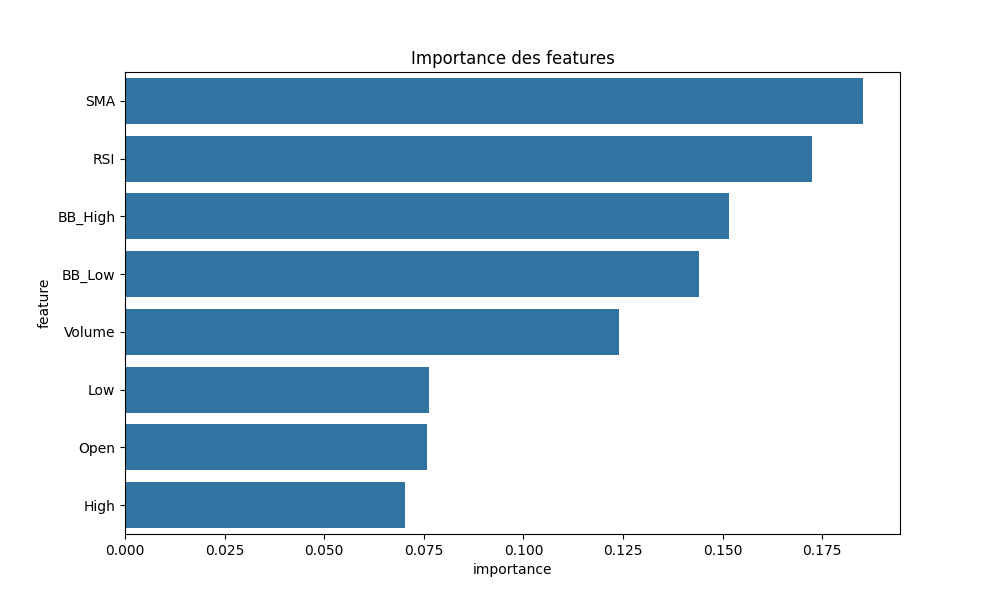 Importance des features
SMA
RSI
BB_High
BB_Low
Volume
Low
Open
High
feature
0.000
0.025
0.050
0.075
0.100
0.125
0.150
0.175
importance